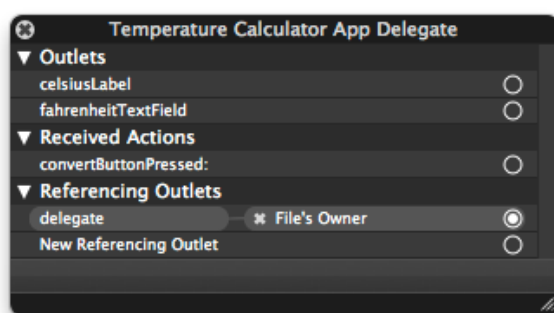 Temperature Calculator App Delegate
Outlets
celsiusLabel
fahrenheitTextField
Received Actions
convertButtonPressed:
Referencing Outlets
delegate File's Owner
New Referencing Outlet